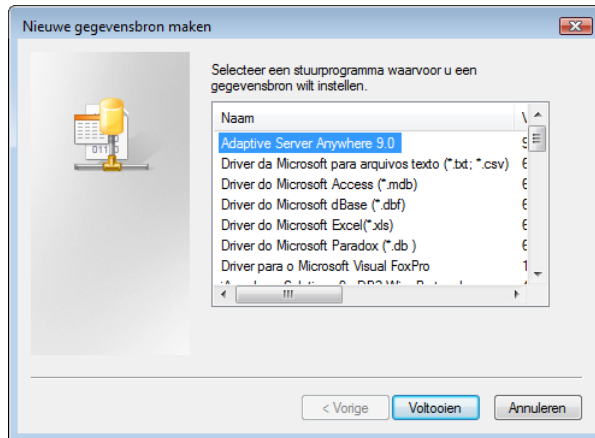 Nieuwe gegevensbron maken
Selecteer een stuurprogramma waarvoor u een
gegevensbron wilt instellen.
Naam
Adaptive Server Anywhere 9.0
Driver da Microsoft para arquivos texto (*.txt; *.csv)
Driver do Microsoft Access (*.mdb)
Driver do Microsoft dBase (*.dbf)
Driver do Microsoft Excel(*.xls)
Driver do Microsoft Paradox (*.db )
Driver para o Microsoft Visual FoxPro
< Vorige
Voltooien
Annuleren